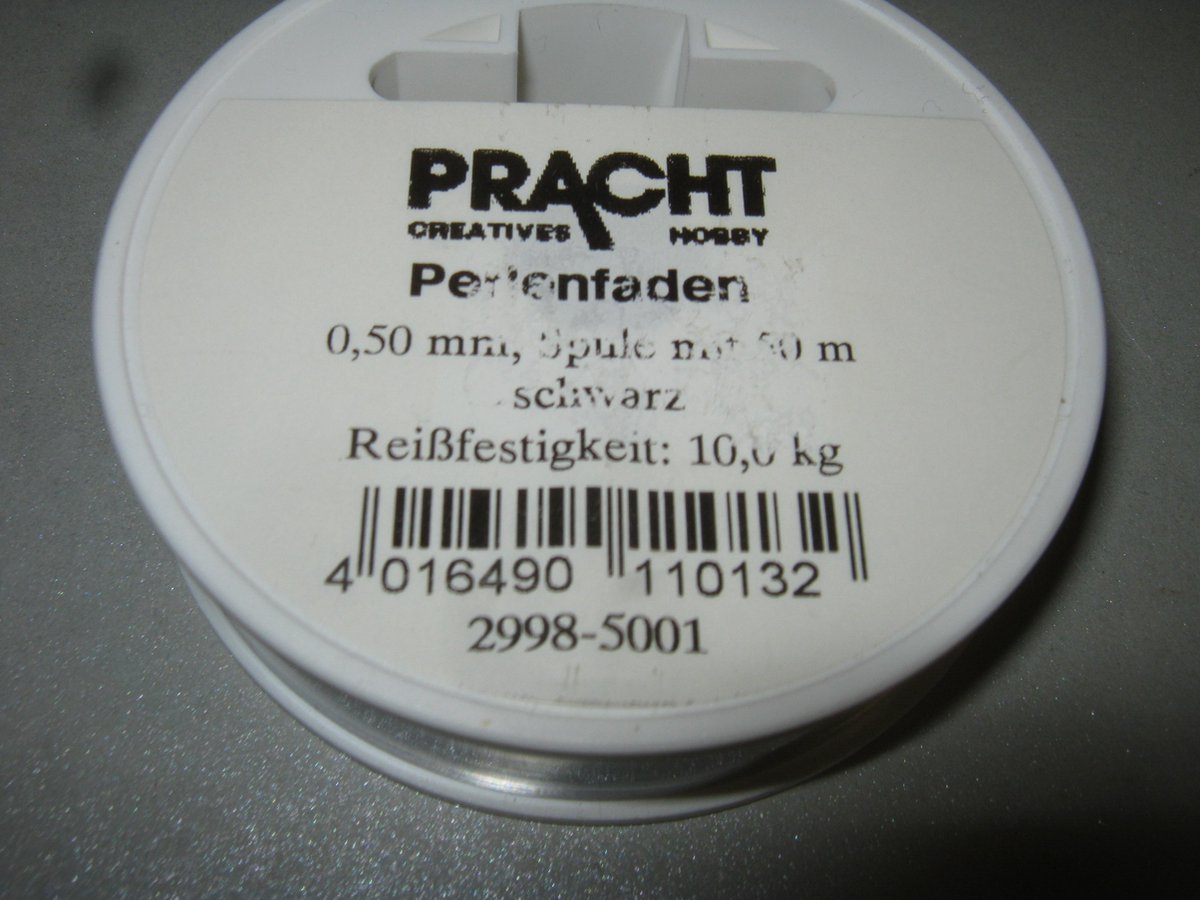 PRACHT
CREATIVES HOBBY
Perlenfaden
0,50 mm, Spule mit 50 m
schwarz
Reißfestigkeit: 10,0 kg
4 016490 110132
2998-5001